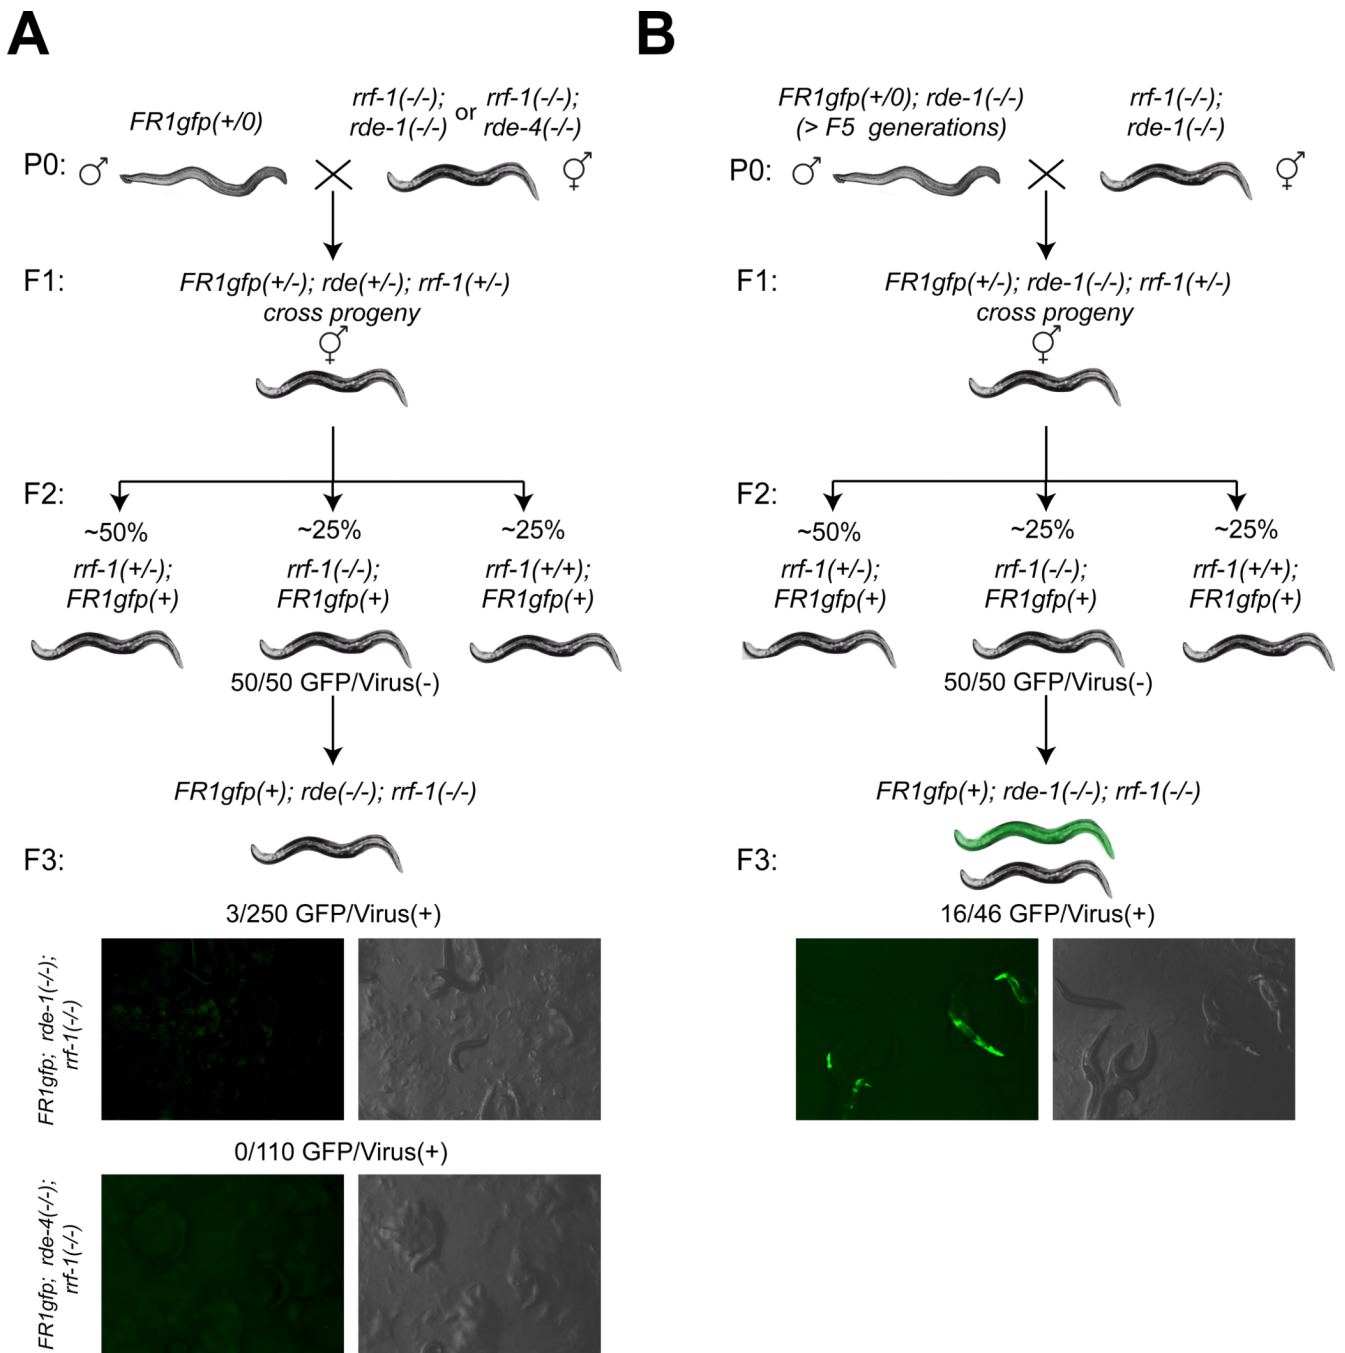 A
FR1gfp(+/0)
rrf-1(-/-); or rrf-1(-/-);
rde-1(-/-) rde-4(-/-)
P0:
F1:
FR1gfp(+/-); rde(+/-); rrf-1(+/-)
cross progeny
F2:
~50% ~25% ~25%
rrf-1(+/-); rrf-1(-/-); rrf-1(+/+);
FR1gfp(+) FR1gfp(+) FR1gfp(+)
50/50 GFP/Virus(-)
FR1gfp(+); rde(-/-); rrf-1(-/-)
F3:
3/250 GFP/Virus(+)
FR1gfp; rde-1(-/-);
rrf-1(-/-)
0/110 GFP/Virus(+)
FR1gfp; rde-4(-/-);
rrf-1(-/-)
B
FR1gfp(+/0); rde-1(-/-)
(> F5 generations)
rrf-1(-/-);
rde-1(-/-)
P0:
F1:
FR1gfp(+/-); rde-1(-/-); rrf-1(+/-)
cross progeny
F2:
~50% ~25% ~25%
rrf-1(+/-); rrf-1(-/-); rrf-1(+/+);
FR1gfp(+) FR1gfp(+) FR1gfp(+)
50/50 GFP/Virus(-)
FR1gfp(+); rde-1(-/-); rrf-1(-/-)
F3:
16/46 GFP/Virus(+)